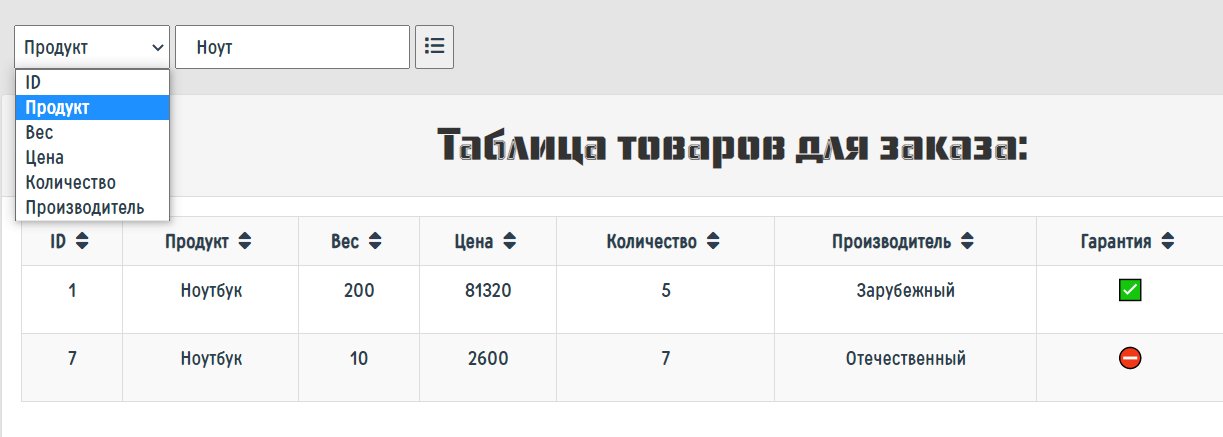 Продукт Ноут
ID
Продукт
Вес
Цена
Количество
Производитель
Таблица товаров для заказа:
ID Продукт Вес Цена Количество Производитель Гарантия
1 Ноутбук 200 81320 5 Зарубежный
7 Ноутбук 10 2600 7 Отечественный